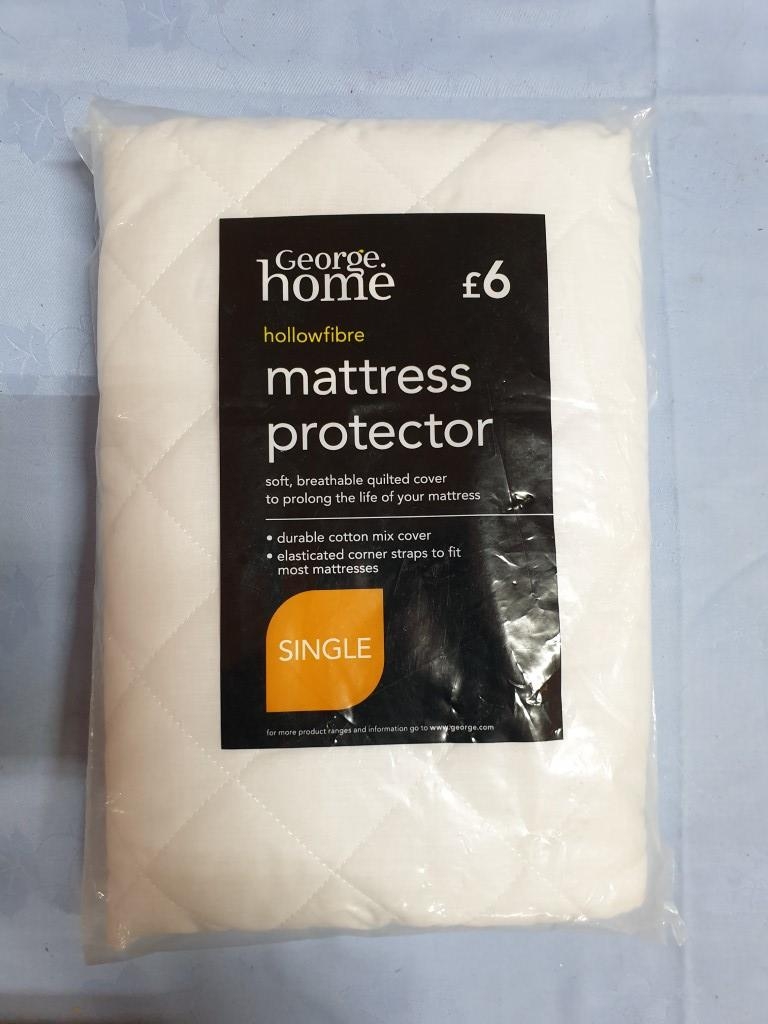 George.
home
£6
hollowfibre
mattress
protector
soft, breathable quilted cover
to prolong the life of your mattress
• durable cotton mix cover
• elasticated corner straps to fit
most mattresses
SINGLE
for more product ranges and information go to www.george.com